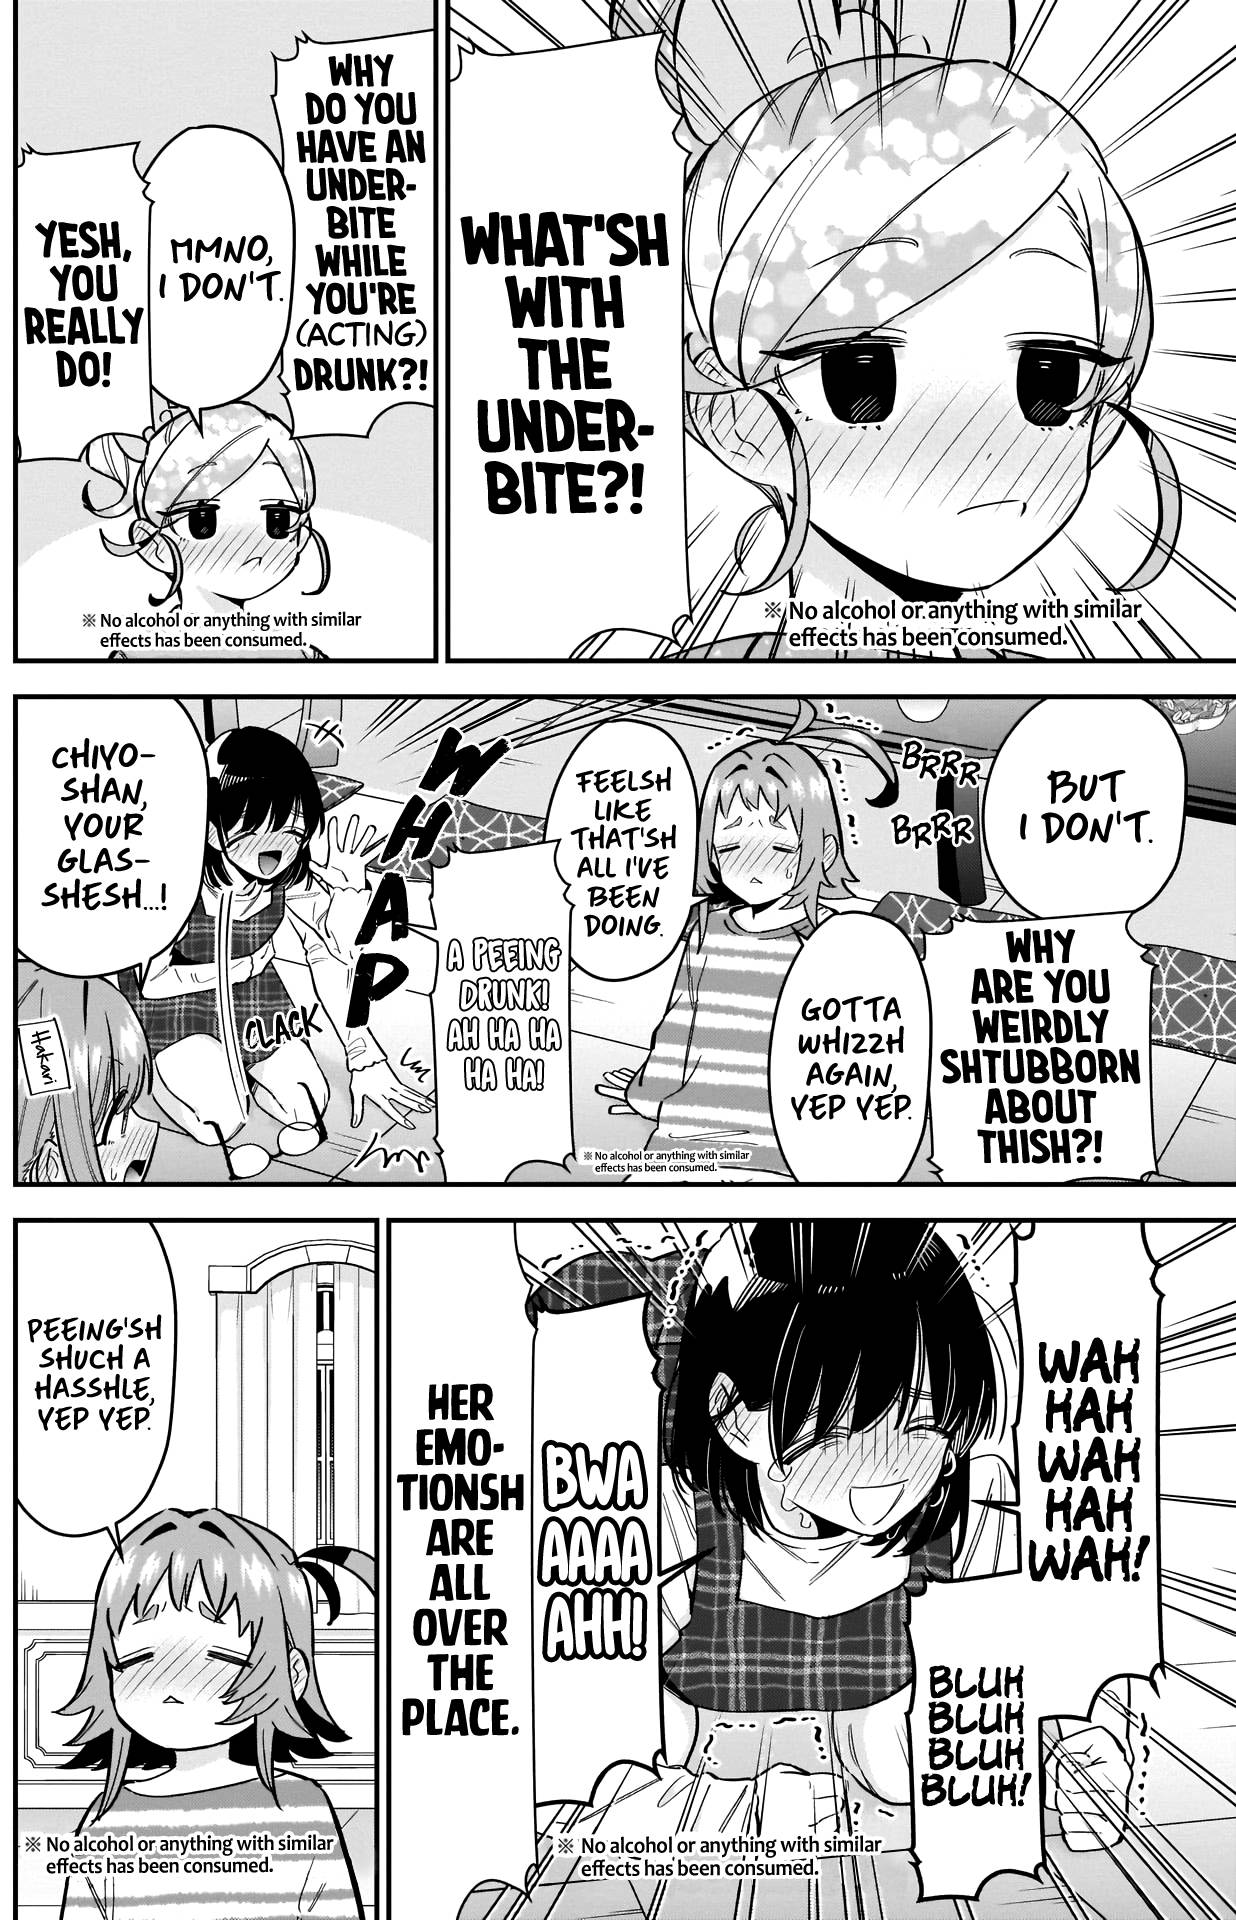 WHAT'SH
WITH
THE
UNDER-
BITE?!
※ No alcohol or anything with similar
effects has been consumed.
WHY
DO YOU
HAVE AN
UNDER-
BITE
WHILE
YOU'RE
(ACTING)
DRUNK?!
MMNO,
I DON'T.
YESH,
YOU
REALLY
DO!
※ No alcohol or anything with similar
effects has been consumed.
BUT
I DON'T.
WHY
ARE YOU
WEIRDLY
SHTUBBORN
ABOUT
THISH?!
BRRR
BRRR
GOTTA
WHIZZH
AGAIN,
YEP YEP.
FEELSH
LIKE
THAT'SH
ALL I'VE
BEEN
DOING.
※ No alcohol or anything with similar
effects has been consumed.
A PEEING
DRUNK!
AH HA HA
HA HA!
WHAP
CLACK
CHIYO-
SHAN,
YOUR
GLAS-
SHESH...!
Hakari
WAH
HAH
WAH
HAH
WAH!
BLUH
BLUH
BLUH
BLUH!
BWA
AAAA
AHH!
HER
EMO-
TIONSH
ARE
ALL
OVER
THE
PLACE.
※ No alcohol or anything with similar
effects has been consumed.
PEEING'SH
SHUCH A
HASSHLE,
YEP YEP.
※ No alcohol or anything with similar
effects has been consumed.